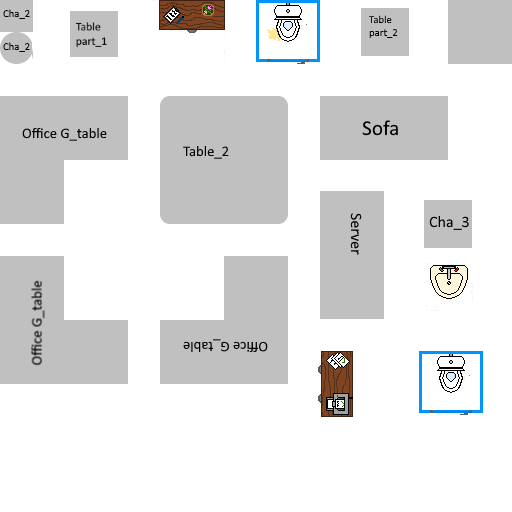 Cha_2
Table
part_1
Table
part_2
Cha_2
Office G_table
Table_2
Sofa
Server
Cha_3
Office G_table
Office G_table